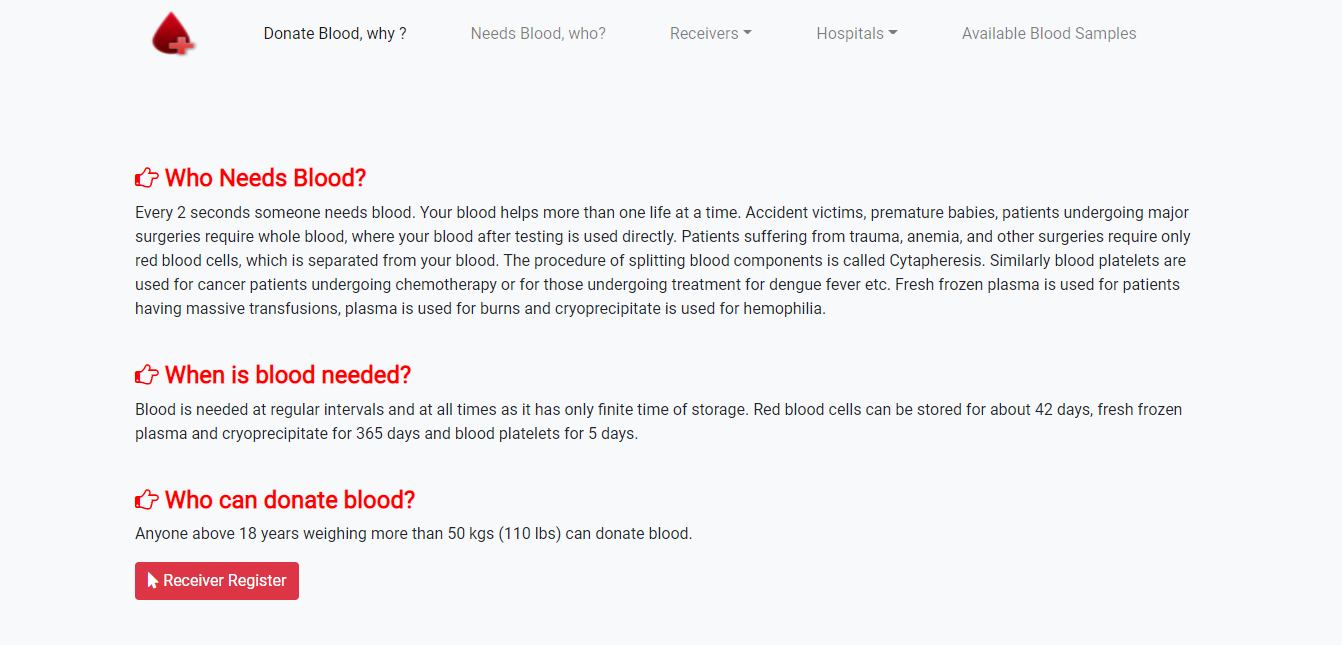 Donate Blood, why ?
Needs Blood, who?
Receivers
Hospitals
Available Blood Samples
Who Needs Blood?
Every 2 seconds someone needs blood. Your blood helps more than one life at a time. Accident victims, premature babies, patients undergoing major
surgeries require whole blood, where your blood after testing is used directly. Patients suffering from trauma, anemia, and other surgeries require only
red blood cells, which is separated from your blood. The procedure of splitting blood components is called Cytapheresis. Similarly blood platelets are
used for cancer patients undergoing chemotherapy or for those undergoing treatment for dengue fever etc. Fresh frozen plasma is used for patients
having massive transfusions, plasma is used for burns and cryoprecipitate is used for hemophilia.
When is blood needed?
Blood is needed at regular intervals and at all times as it has only finite time of storage. Red blood cells can be stored for about 42 days, fresh frozen
plasma and cryoprecipitate for 365 days and blood platelets for 5 days.
Who can donate blood?
Anyone above 18 years weighing more than 50 kgs (110 lbs) can donate blood.
Receiver Register